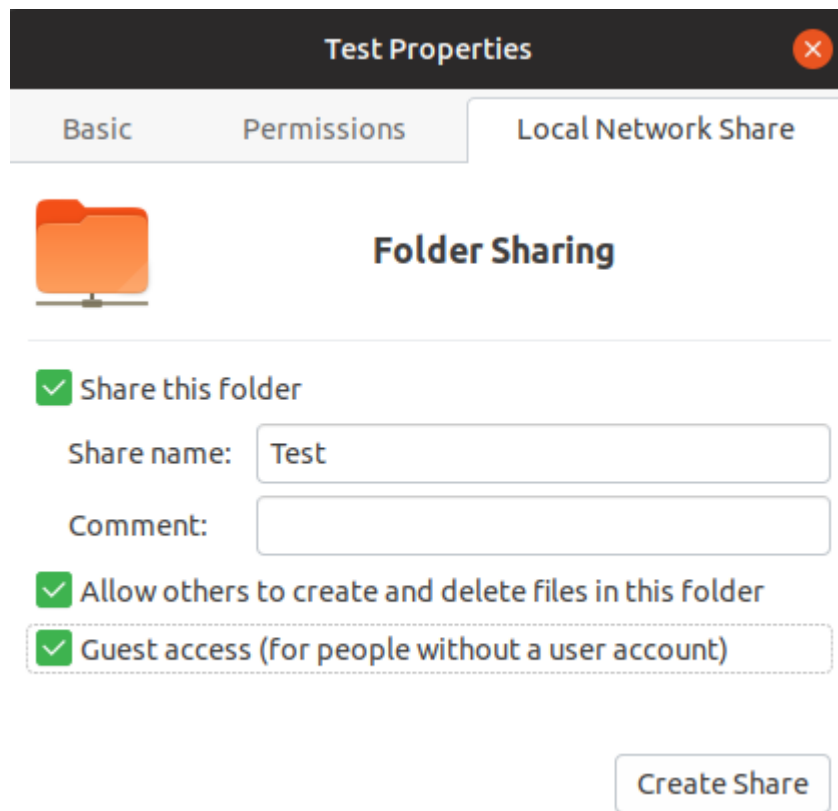 Test Properties
Basic Permissions Local Network Share
Folder Sharing
Share this folder
Share name: Test
Comment:
Allow others to create and delete files in this folder
Guest access (for people without a user account)
Create Share